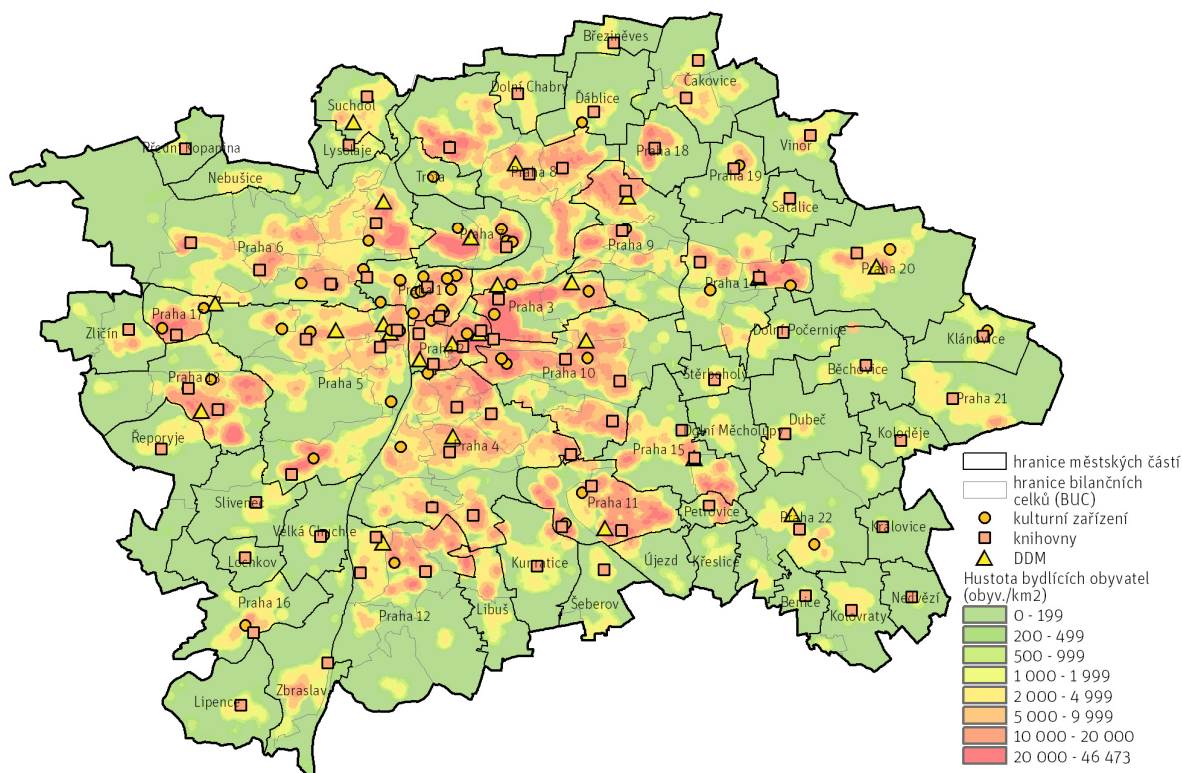 Březiněves
Čakovice
Dolní Chabry
Ďáblice
Suchdol
Přední Kopanina
Lysolaje
Praha 18
Vinoř
Nebušice
Troja
Praha 8
Praha 19
Satalice
Praha 6
Praha 7
Praha 9
Praha 20
Praha 14
Praha 1
Praha 3
Praha 17
Zličín
Dolní Počernice
Klánovice
Praha 2
Praha 5
Praha 10
Běchovice
Praha 13
Štěrboholy
Praha 21
Řeporyje
Dubeč
Koloděje
Praha 4
Dolní Měcholupy
Praha 15
Slivenec
Praha 11
Petrovice
Praha 22
Královice
Velká Chuchle
Lochkov
Kunratice
Újezd
Křeslice
Praha 16
Praha 12
Libuš
Šeberov
Benice
Kolovraty
Nedvězí
Zbraslav
Lipence
hranice městských částí
hranice bilančních
celků (BUC)
kulturní zařízení
knihovny
DDM
Hustota bydlících obyvatel
(obyv./km2)
0 - 199
200 - 499
500 - 999
1 000 - 1 999
2 000 - 4 999
5 000 - 9 999
10 000 - 20 000
20 000 - 46 473